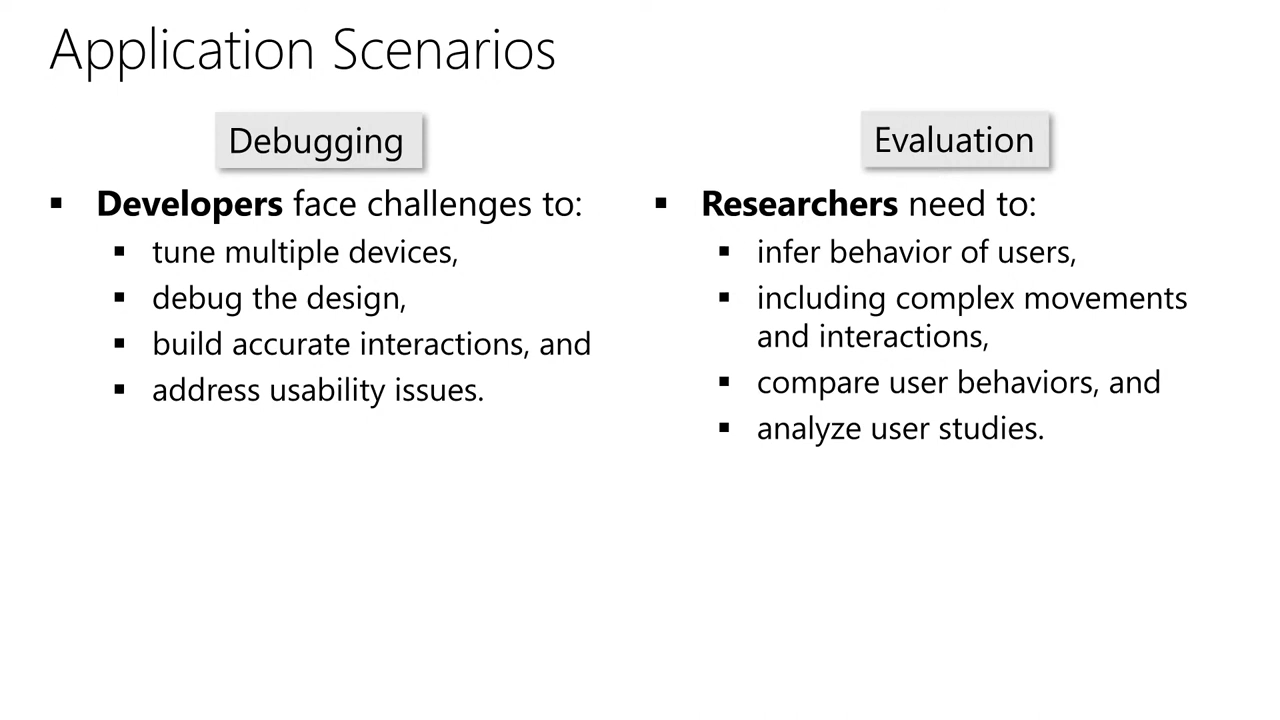 Application Scenarios
Debugging
▪ Developers face challenges to:
▪ tune multiple devices,
▪ debug the design,
▪ build accurate interactions, and
▪ address usability issues.
Evaluation
▪ Researchers need to:
▪ infer behavior of users,
▪ including complex movements
and interactions,
▪ compare user behaviors, and
▪ analyze user studies.